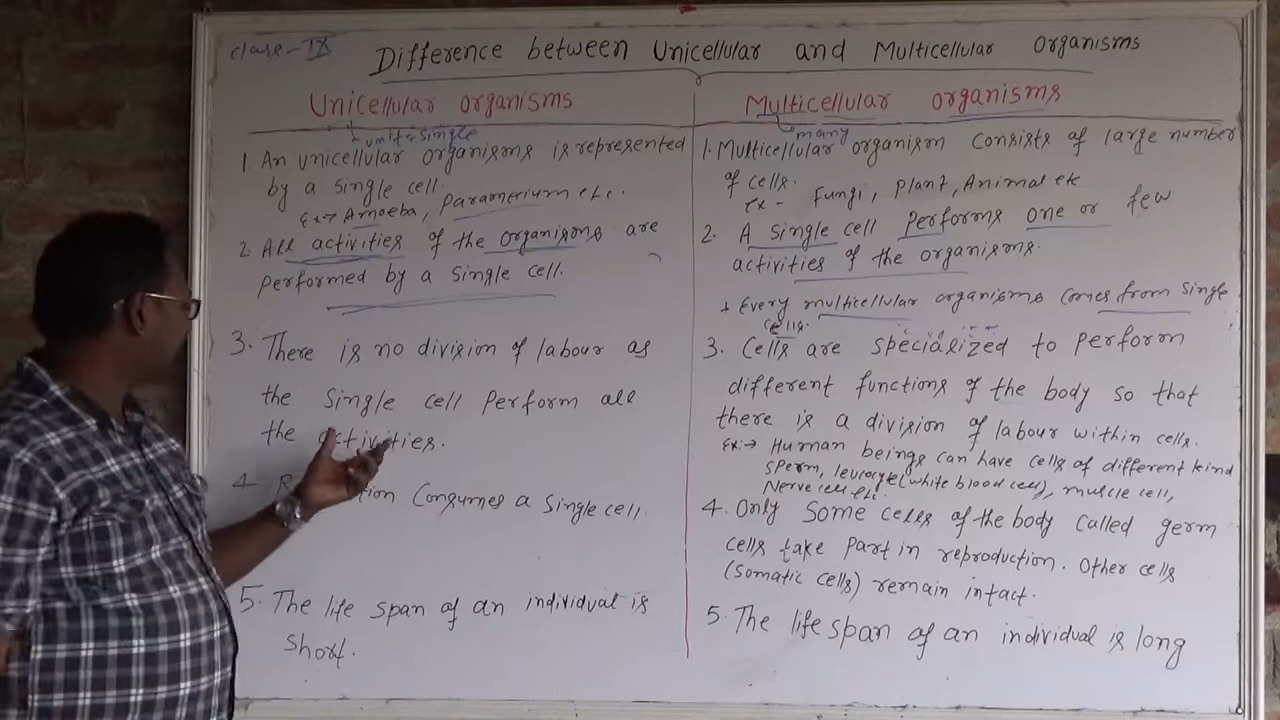 Class-IX
Difference between Unicellular and Multicellular Organisms
Unicellular Organisms
unit & single
1. An unicellular organisms is represented
by a single cell.
Ex→ Amoeba, Paramerium etc.
2. All activities of the organisms are
performed by a single cell.
3. There is no division of labour as
the single cell perform all
the activities.
4. tion Consumes a single cell.
5. The life span of an individual is
short.
Multicellular organisms
many
1. Multicellular organism consists of large number
of cells.
Ex- Fungi, Plant, Animal etc
2. A single cell performs one or few
activities of the organisms.
+ Every multicellular organisms comes from single
cells.
3. Cells are specialized to perform
different functions of the body so that
there is a division of labour within cells.
Ex:→ Human beings can have cells of different kind
Sperm, leucocyte (white blood cell), muscle cell,
Nerve cell etc.
4. Only some cells of the body called germ
cells take part in reproduction. Other cells
(somatic cells) remain intact.
5. The life span of an individual is long